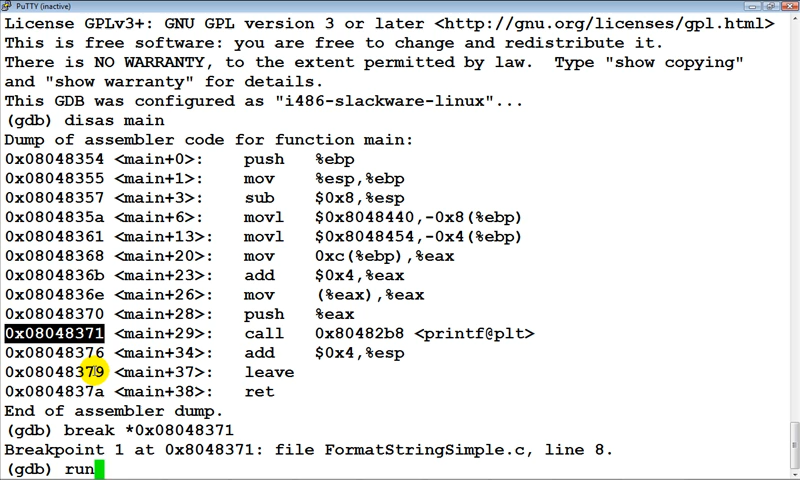 PuTTY (inactive)
License GPLv3+: GNU GPL version 3 or later <http://gnu.org/licenses/gpl.html>
This is free software: you are free to change and redistribute it.
There is NO WARRANTY, to the extent permitted by law.  Type "show copying"
and "show warranty" for details.
This GDB was configured as "i486-slackware-linux"...
(gdb) disas main
Dump of assembler code for function main:
0x08048354 <main+0>:    push   %ebp
0x08048355 <main+1>:    mov    %esp,%ebp
0x08048357 <main+3>:    sub    $0x8,%esp
0x0804835a <main+6>:    movl   $0x8048440,-0x8(%ebp)
0x08048361 <main+13>:   movl   $0x8048454,-0x4(%ebp)
0x08048368 <main+20>:   mov    0xc(%ebp),%eax
0x0804836b <main+23>:   add    $0x4,%eax
0x0804836e <main+26>:   mov    (%eax),%eax
0x08048370 <main+28>:   push   %eax
0x08048371 <main+29>:   call   0x80482b8 <printf@plt>
0x08048376 <main+34>:   add    $0x4,%esp
0x08048379 <main+37>:   leave
0x0804837a <main+38>:   ret
End of assembler dump.
(gdb) break *0x08048371
Breakpoint 1 at 0x8048371: file FormatStringSimple.c, line 8.
(gdb) run